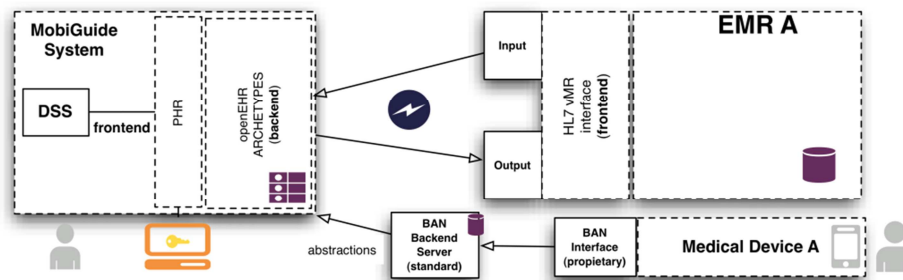 MobiGuide
System
DSS
frontend
PHR
openEHR
ARCHETYPES
(backend)
Input
Output
HL7 vMR
interface
(frontend)
EMR A
abstractions
BAN
Backend
Server
(standard)
BAN
Interface
(propietary)
Medical Device A